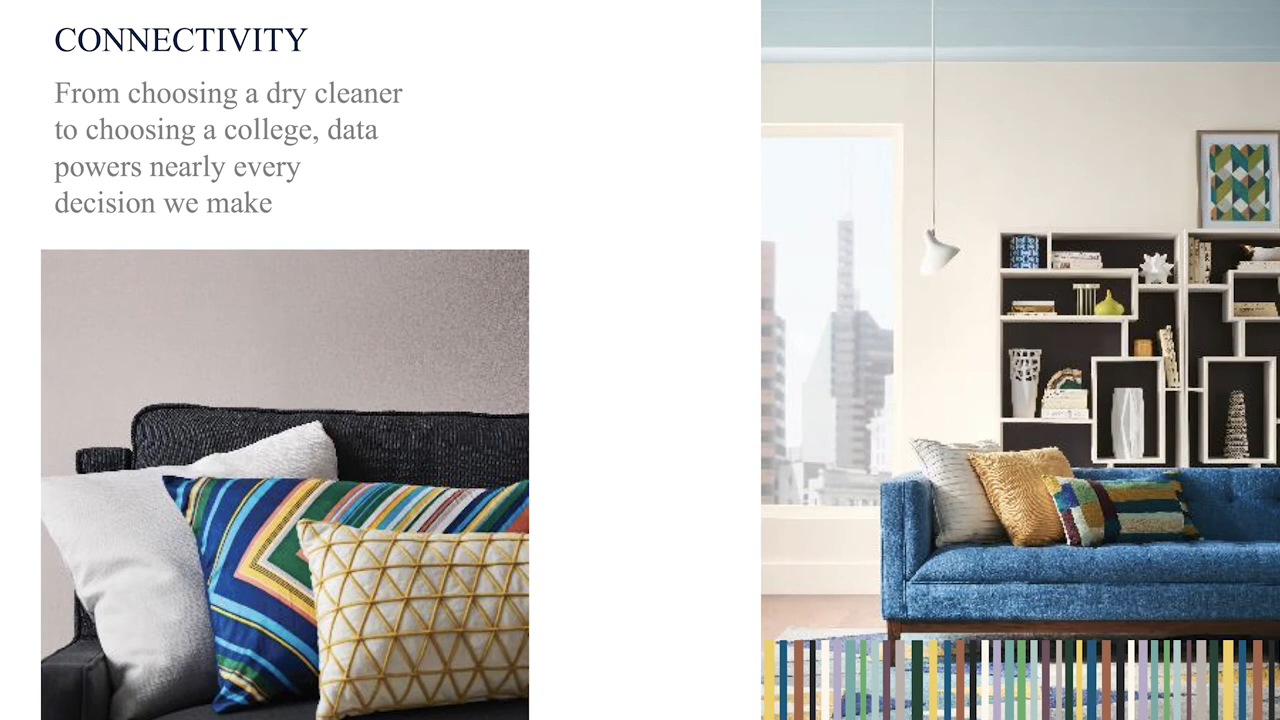 CONNECTIVITY
From choosing a dry cleaner
to choosing a college, data
powers nearly every
decision we make